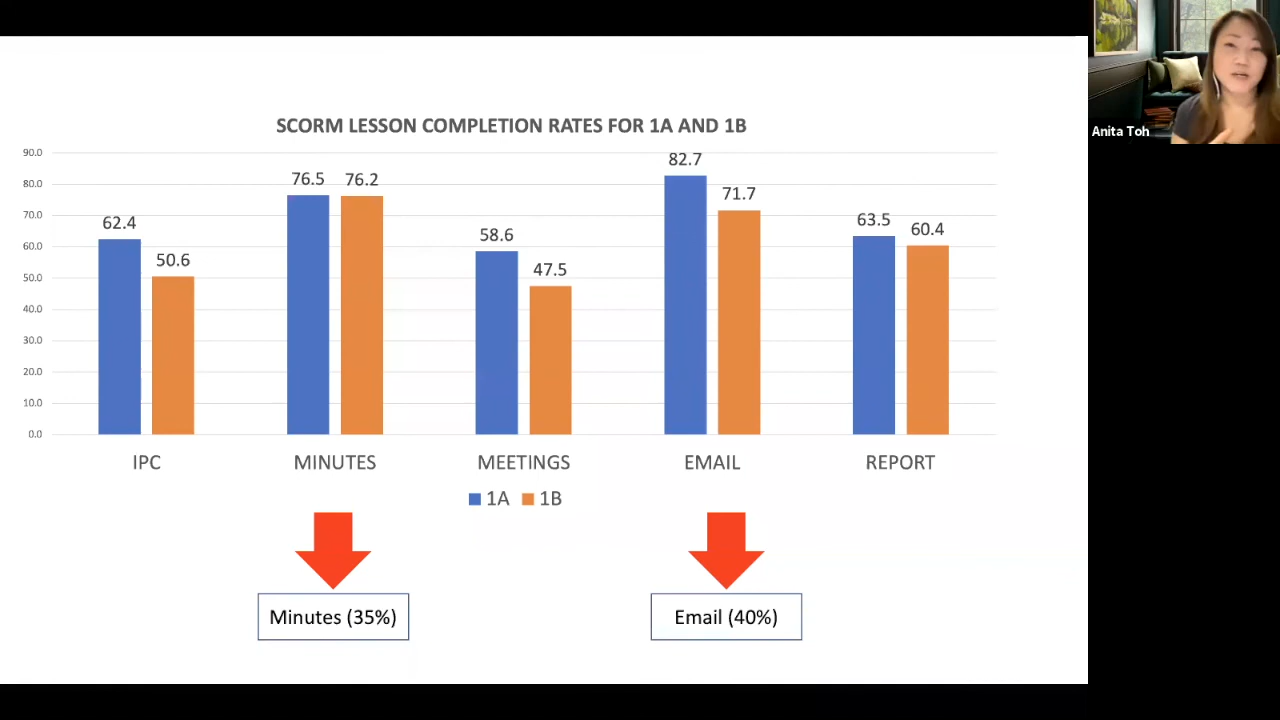 SCORM LESSON COMPLETION RATES FOR 1A AND 1B
90.0
80.0
70.0
60.0
50.0
40.0
30.0
20.0
10.0
0.0
62.4
50.6
76.5
76.2
58.6
47.5
82.7
71.7
63.5
60.4
IPC
MINUTES
MEETINGS
EMAIL
REPORT
1A
1B
Minutes (35%)
Email (40%)
Anita Toh